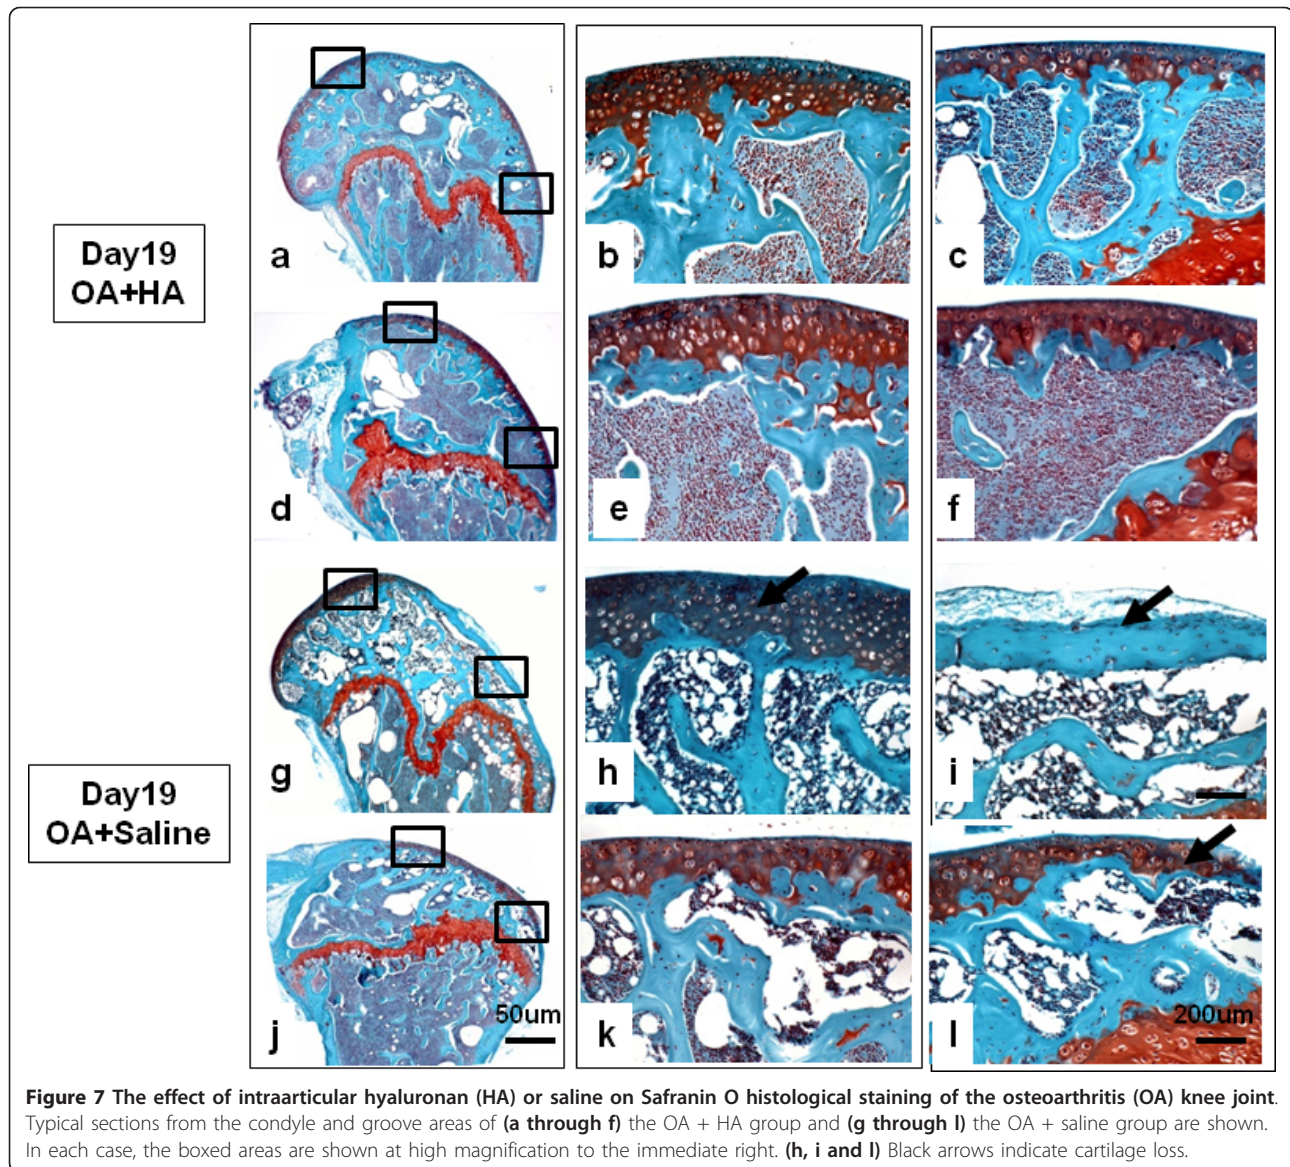 Day19
OA+HA
a
b
c
d
e
f
Day19
OA+Saline
g
h
i
j
50um
k
l
200um
Figure 7 The effect of intraarticular hyaluronan (HA) or saline on Safranin O histological staining of the osteoarthritis (OA) knee joint.
Typical sections from the condyle and groove areas of (a through f) the OA + HA group and (g through l) the OA + saline group are shown.
In each case, the boxed areas are shown at high magnification to the immediate right. (h, i and l) Black arrows indicate cartilage loss.